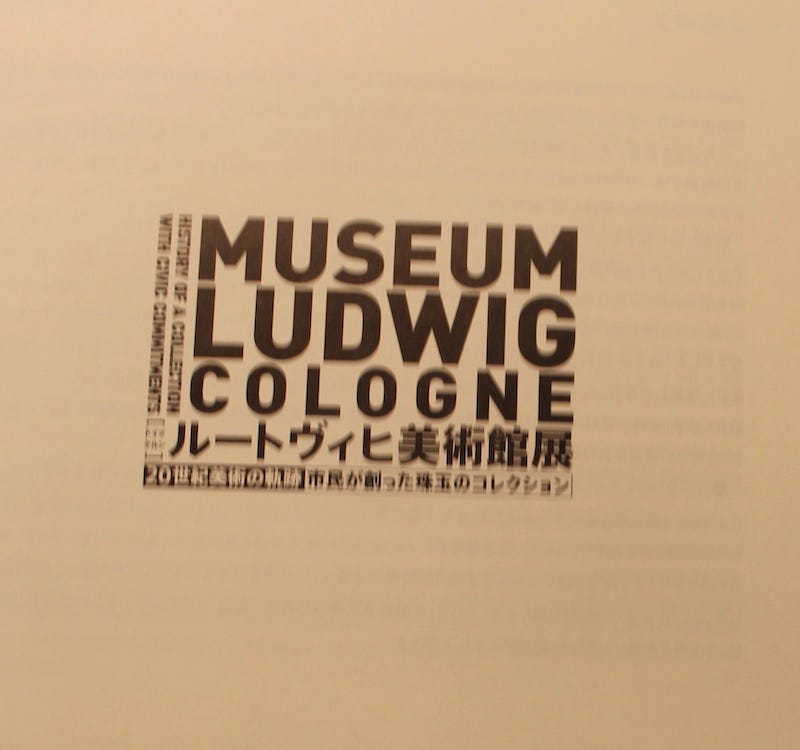 MUSEUM
LUDWIG
COLOGNE
HISTORY OF A COLLECTION
WITH CIVIC COMMITMENTS
ルートヴィヒ美術館展
20世紀美術の軌跡 市民が創った珠玉のコレクション